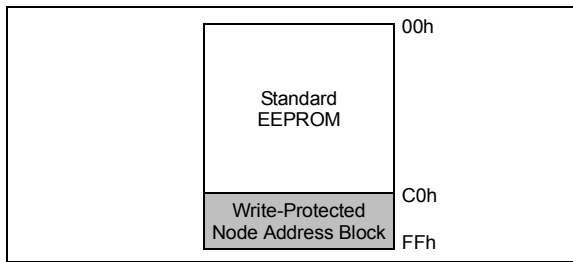 00h
Standard
EEPROM
C0h
Write-Protected
Node Address Block
FFh